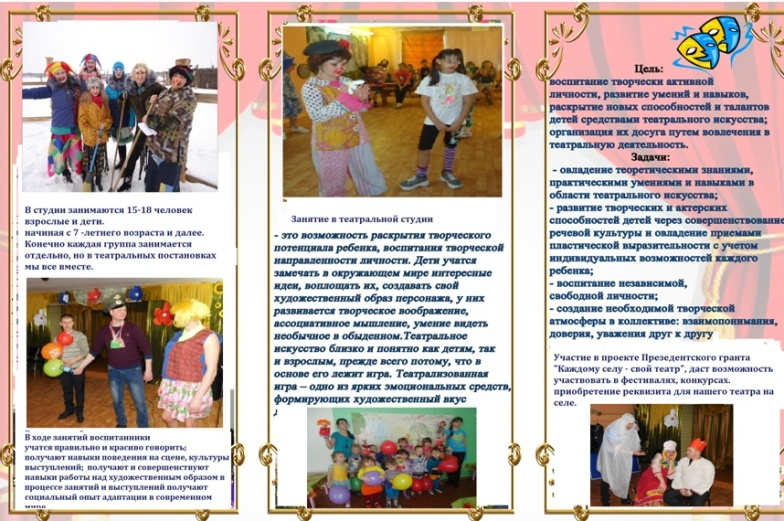 В студии занимаются 15-18 человек
взрослые и дети.
начиная с 7 -летнего возраста и далее.
Конечно каждая группа занимается
отдельно, но в театральных постановках
мы все вместе.
В ходе занятий воспитанники
учатся правильно и красиво говорить;
получают навыки поведения на сцене, культуры
выступлений; получают и совершенствуют
навыки работы над художественным образом в
процессе занятий и выступлений получают
социальный опыт адаптации в современном
Занятие в театральной студии
- это возможность раскрытия творческого
потенциала ребенка, воспитания творческой
направленности личности. Дети учатся
замечать в окружающем мире интересные
идеи, воплощать их, создавать свой
художественный образ персонажа, у них
развивается творческое воображение,
ассоциативное мышление, умение видеть
необычное в обыденном.Театральное
искусство близко и понятно как детям, так
и взрослым, прежде всего потому, что в
основе его лежит игра. Театрализованная
игра – одно из ярких эмоциональных средств,
формирующих художественный вкус
Цель:
воспитание творчески активной
личности, развитие умений и навыков,
раскрытие новых способностей и талантов
детей средствами театрального искусства;
организация их досуга путем вовлечения в
театральную деятельность.
Задачи:
- овладение теоретическими знаниями,
практическими умениями и навыками в
области театрального искусства;
- развитие творческих и актерских
способностей детей через совершенствование
речевой культуры и овладение приемами
пластической выразительности с учетом
индивидуальных возможностей каждого
ребенка;
- воспитание независимой,
свободной личности;
- создание необходимой творческой
атмосферы в коллективе: взаимопонимания,
доверия, уважения друг к другу
Участие в проекте Президентского гранта
"Каждому селу - свой театр", даст возможность
участвовать в фестивалях, конкурсах.
приобретение реквизита для нашего театра на
селе.